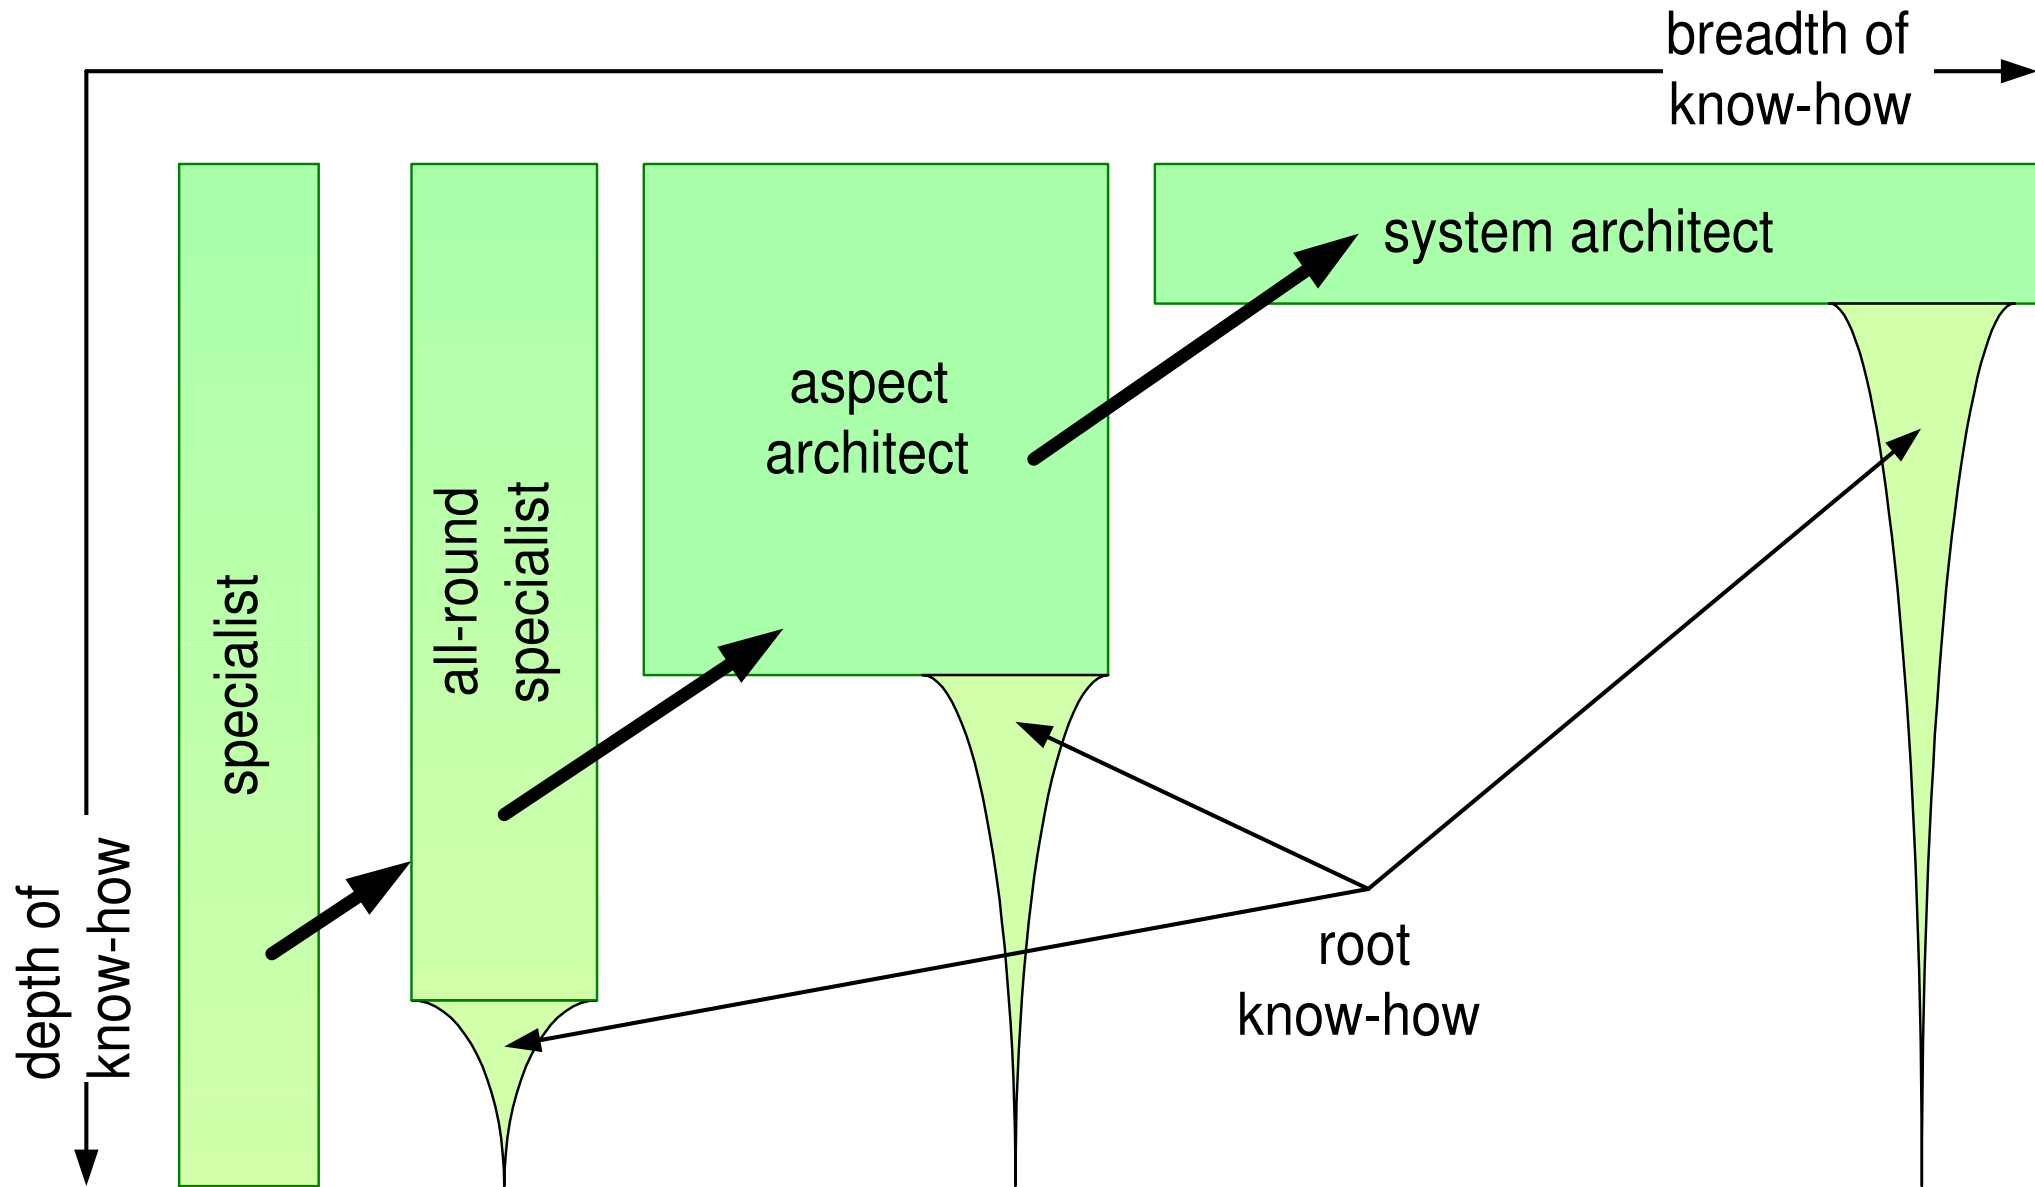 breadth of
know-how
system architect
aspect
architect
all-round
specialist
specialist
depth of
know-how
root
know-how